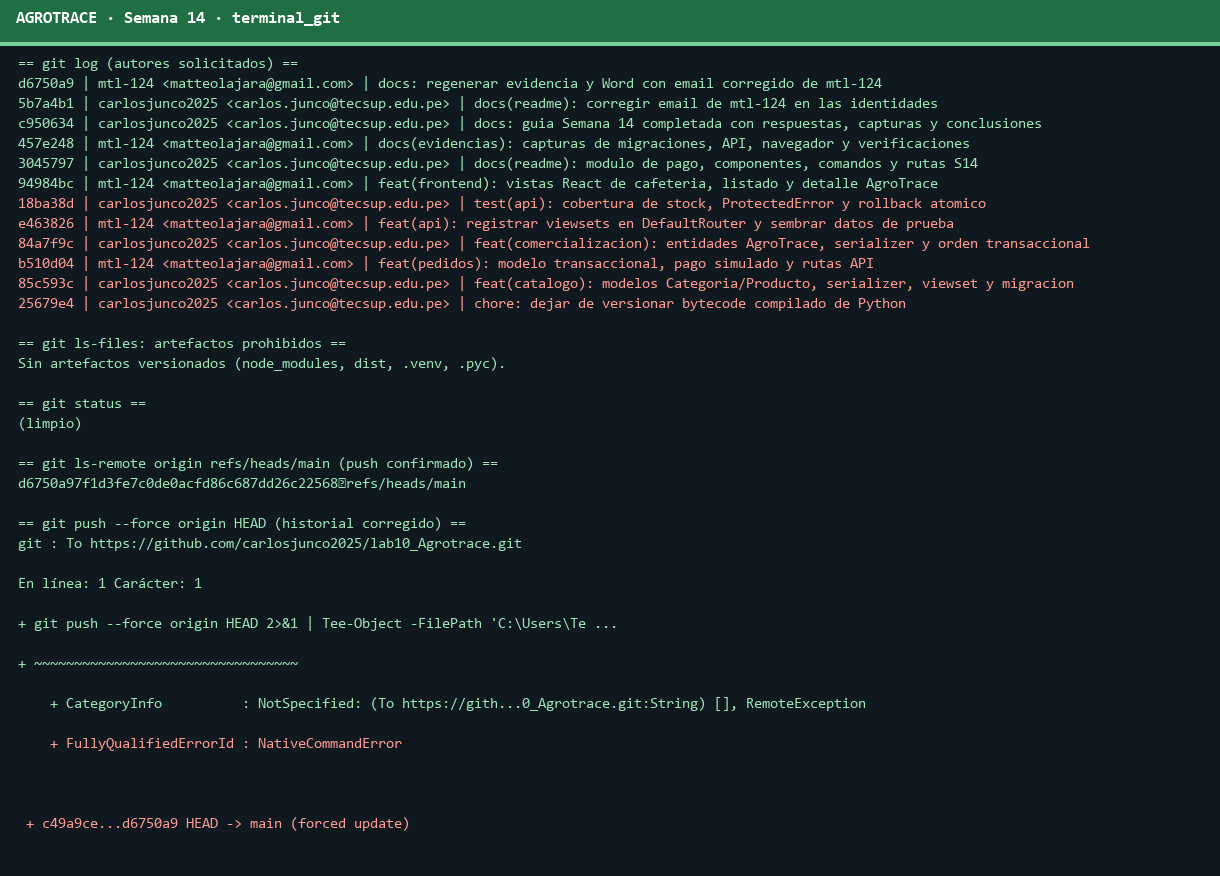 AGROTRACE · Semana 14 · terminal_git
== git log (autores solicitados) ==
d6750a9 | mtl-124 <matteolajara@gmail.com> | docs: regenerar evidencia y Word con email corregido de mtl-124
5b7a4b1 | carlosjunco2025 <carlos.junco@tecsup.edu.pe> | docs(readme): corregir email de mtl-124 en las identidades
c950634 | carlosjunco2025 <carlos.junco@tecsup.edu.pe> | docs: guia Semana 14 completada con respuestas, capturas y conclusiones
457e248 | mtl-124 <matteolajara@gmail.com> | docs(evidencias): capturas de migraciones, API, navegador y verificaciones
3045797 | carlosjunco2025 <carlos.junco@tecsup.edu.pe> | docs(readme): modulo de pago, componentes, comandos y rutas S14
94984bc | mtl-124 <matteolajara@gmail.com> | feat(frontend): vistas React de cafeteria, listado y detalle AgroTrace
18ba38d | carlosjunco2025 <carlos.junco@tecsup.edu.pe> | test(api): cobertura de stock, ProtectedError y rollback atomico
e463826 | mtl-124 <matteolajara@gmail.com> | feat(api): registrar viewsets en DefaultRouter y sembrar datos de prueba
84a7f9c | carlosjunco2025 <carlos.junco@tecsup.edu.pe> | feat(comercializacion): entidades AgroTrace, serializer y orden transaccional
b510d04 | mtl-124 <matteolajara@gmail.com> | feat(pedidos): modelo transaccional, pago simulado y rutas API
85c593c | carlosjunco2025 <carlos.junco@tecsup.edu.pe> | feat(catalogo): modelos Categoria/Producto, serializer, viewset y migracion
25679e4 | carlosjunco2025 <carlos.junco@tecsup.edu.pe> | chore: dejar de versionar bytecode compilado de Python
== git ls-files: artefactos prohibidos ==
Sin artefactos versionados (node_modules, dist, .venv, .pyc).
== git status ==
(limpio)
== git ls-remote origin refs/heads/main (push confirmado) ==
d6750a97f1d3fe7c0de0acfd86c687dd26c22568refs/heads/main
== git push --force origin HEAD (historial corregido) ==
git : To https://github.com/carlosjunco2025/lab10_Agrotrace.git
En línea: 1 Carácter: 1
+ git push --force origin HEAD 2>&1 | Tee-Object -FilePath 'C:\Users\Te ...
+ ~~~~~~~~~~~~~~~~~~~~~~~~~~~~~~~~~
+ CategoryInfo          : NotSpecified: (To https://gith...0_Agrotrace.git:String) [], RemoteException
+ FullyQualifiedErrorId : NativeCommandError
+ c49a9ce...d6750a9 HEAD -> main (forced update)